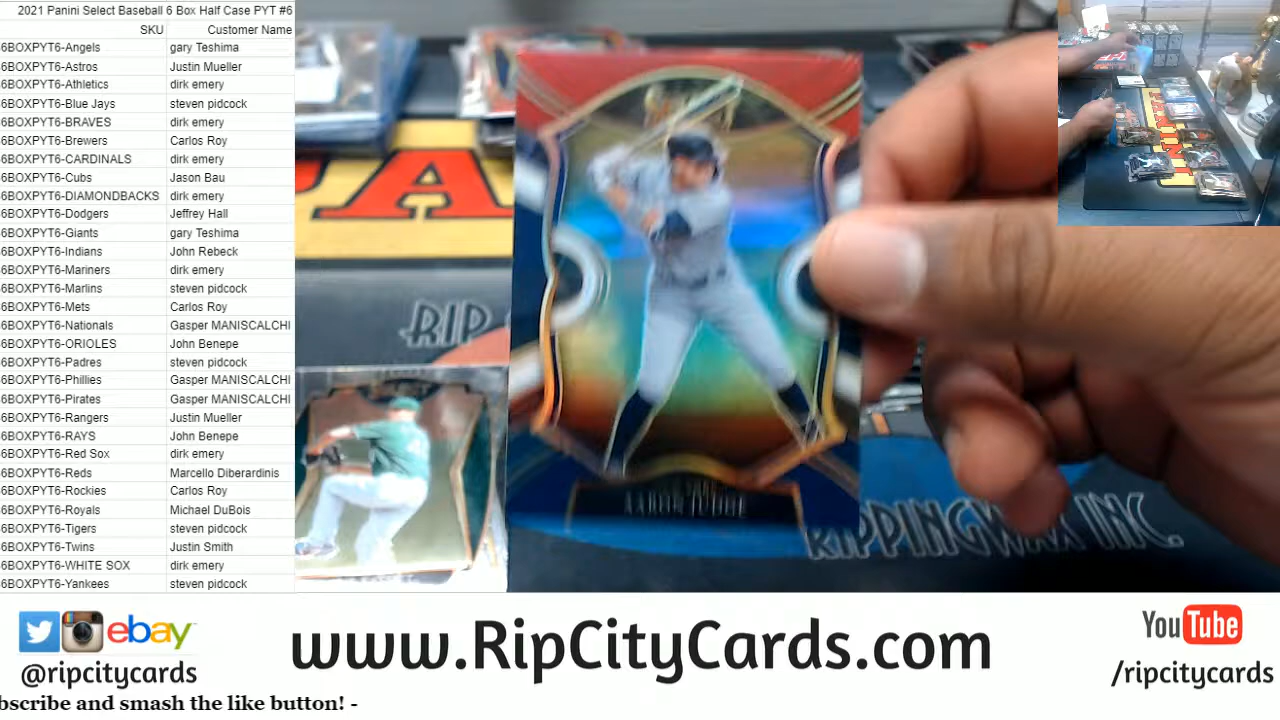 2021 Panini Select Baseball 6 Box Half Case PYT #6
SKU Customer Name
6BOXPYT6-Angels gary Teshima
6BOXPYT6-Astros Justin Mueller
6BOXPYT6-Athletics dirk emery
6BOXPYT6-Blue Jays steven pidcock
6BOXPYT6-BRAVES dirk emery
6BOXPYT6-Brewers Carlos Roy
6BOXPYT6-CARDINALS dirk emery
6BOXPYT6-Cubs Jason Bau
6BOXPYT6-DIAMONDBACKS dirk emery
6BOXPYT6-Dodgers Jeffrey Hall
6BOXPYT6-Giants gary Teshima
6BOXPYT6-Indians John Rebeck
6BOXPYT6-Mariners dirk emery
6BOXPYT6-Marlins steven pidcock
6BOXPYT6-Mets Carlos Roy
6BOXPYT6-Nationals Gasper MANISCALCHI
6BOXPYT6-ORIOLES John Benepe
6BOXPYT6-Padres steven pidcock
6BOXPYT6-Phillies Gasper MANISCALCHI
6BOXPYT6-Pirates Gasper MANISCALCHI
6BOXPYT6-Rangers Justin Mueller
6BOXPYT6-RAYS John Benepe
6BOXPYT6-Red Sox dirk emery
6BOXPYT6-Reds Marcello Diberardinis
6BOXPYT6-Rockies Carlos Roy
6BOXPYT6-Royals Michael DuBois
6BOXPYT6-Tigers steven pidcock
6BOXPYT6-Twins Justin Smith
6BOXPYT6-WHITE SOX dirk emery
6BOXPYT6-Yankees steven pidcock
RIP
AARON JUDGE
RIPPINGWAX INC.
ebay
@ripcitycards
www.RipCityCards.com
YouTube
/ripcitycards
bscribe and smash the like button! -